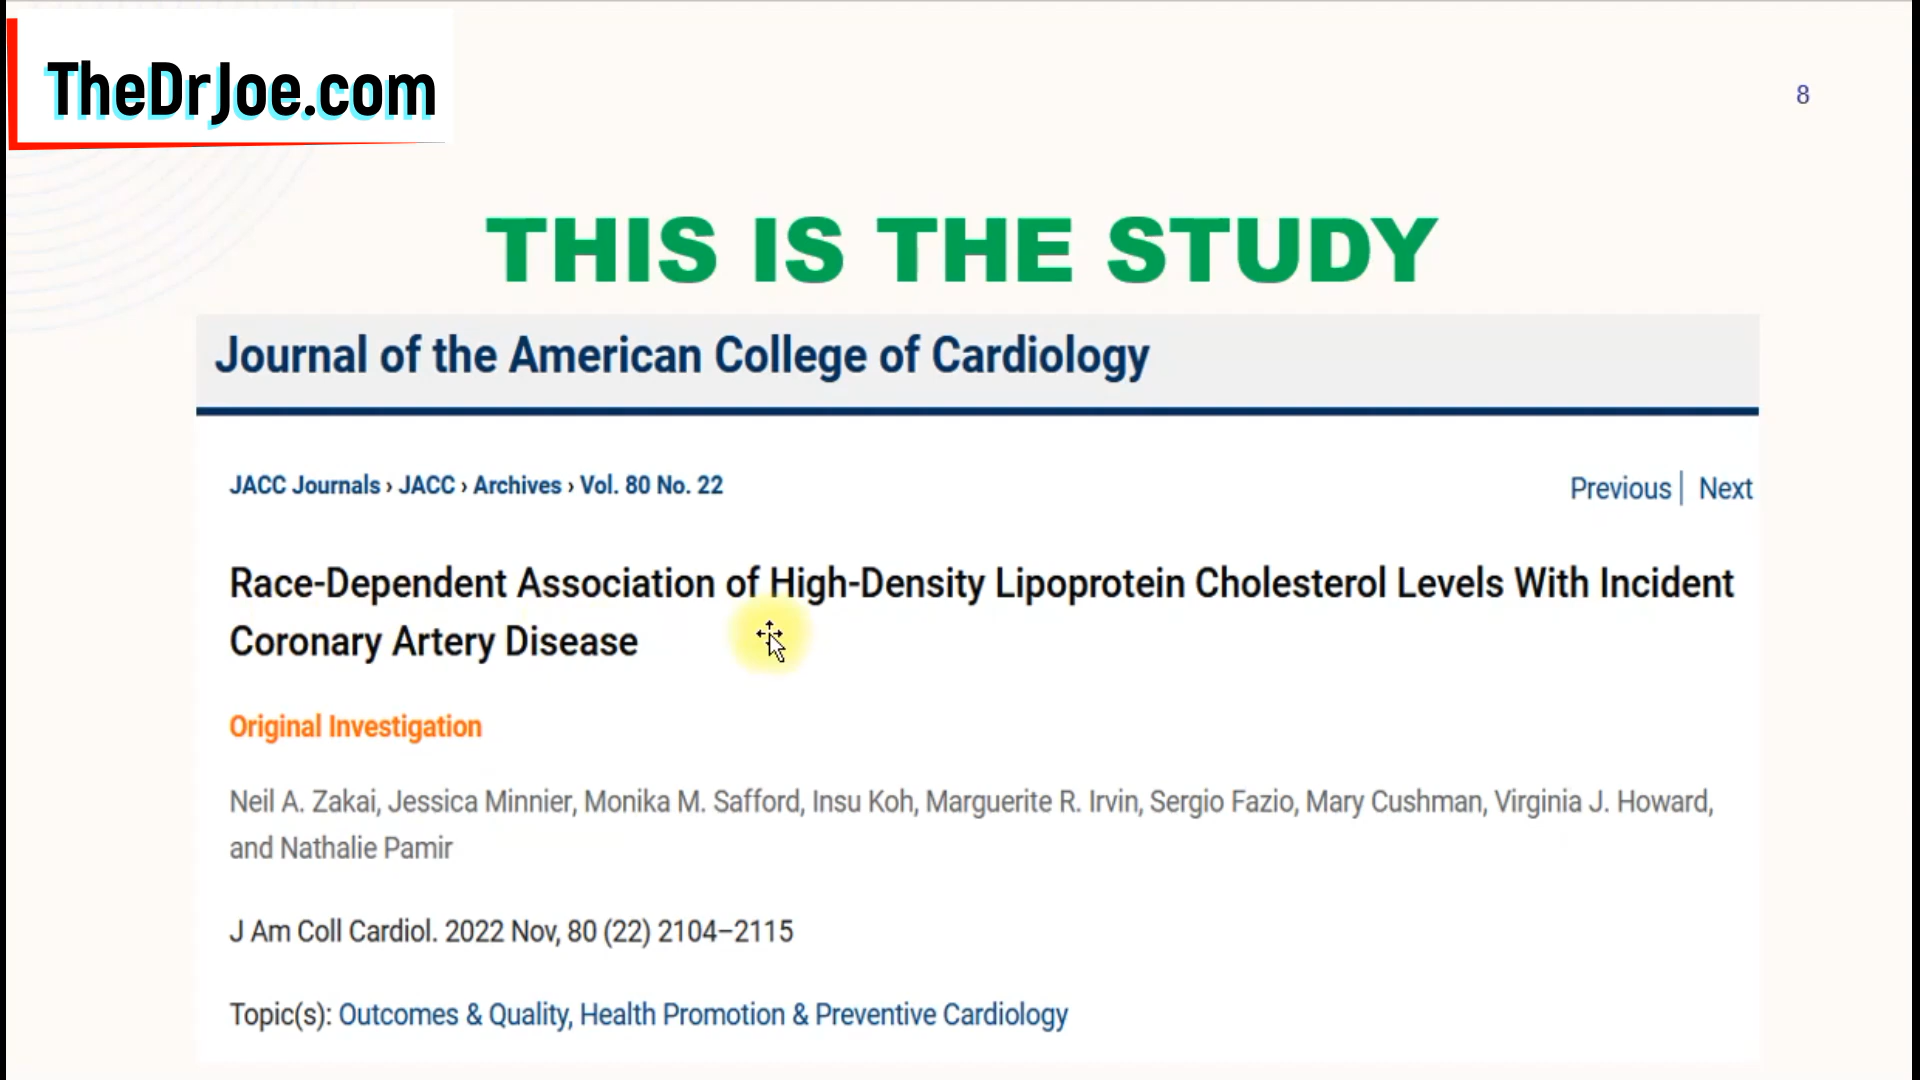 TheDrJoe.com
8
THIS IS THE STUDY
Journal of the American College of Cardiology
JACC Journals › JACC › Archives › Vol. 80 No. 22
Previous | Next
Race-Dependent Association of High-Density Lipoprotein Cholesterol Levels With Incident
Coronary Artery Disease
Original Investigation
Neil A. Zakai, Jessica Minnier, Monika M. Safford, Insu Koh, Marguerite R. Irvin, Sergio Fazio, Mary Cushman, Virginia J. Howard,
and Nathalie Pamir
J Am Coll Cardiol. 2022 Nov, 80 (22) 2104–2115
Topic(s): Outcomes & Quality, Health Promotion & Preventive Cardiology